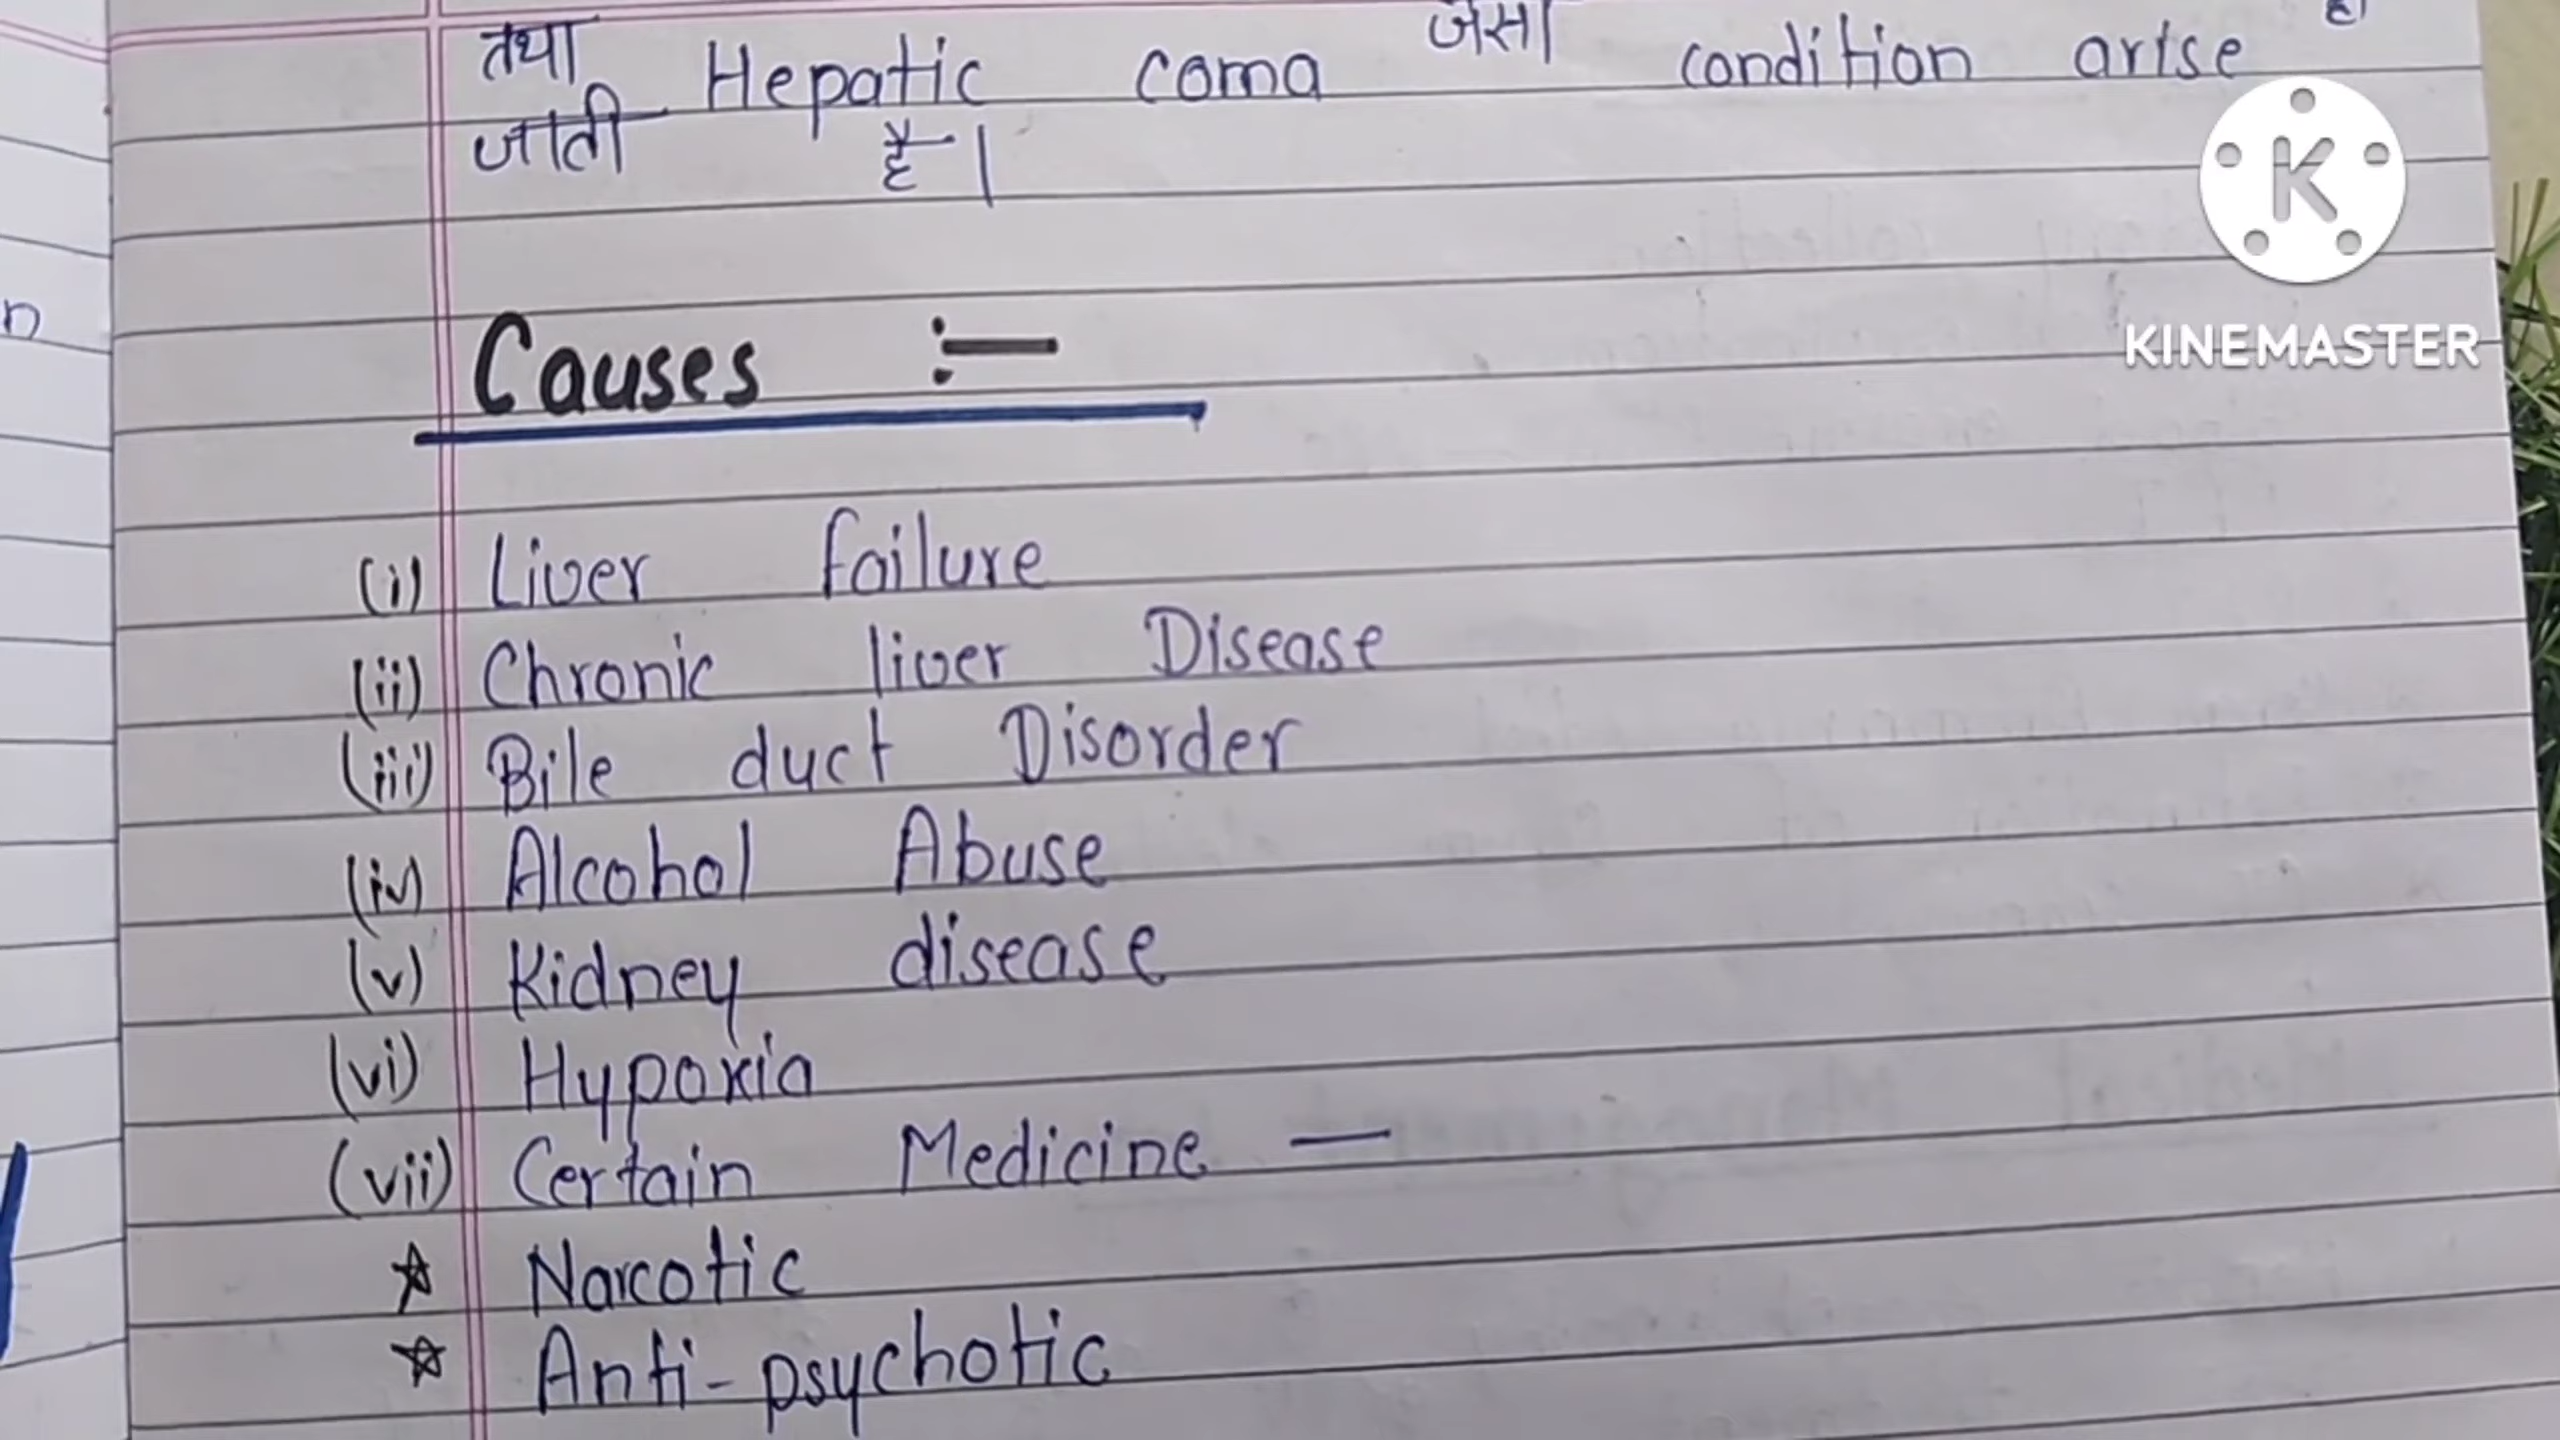 तथा Hepatic coma जैसा condition arise हो
जाती है।
Causes :-
(i) Liver failure
(ii) Chronic liver Disease
(iii) Bile duct Disorder
(iv) Alcohol Abuse
(v) Kidney disease
(vi) Hypoxia
(vii) Certain Medicine —
☆ Narcotic
☆ Anti-psychotic
n
K
KINEMASTER